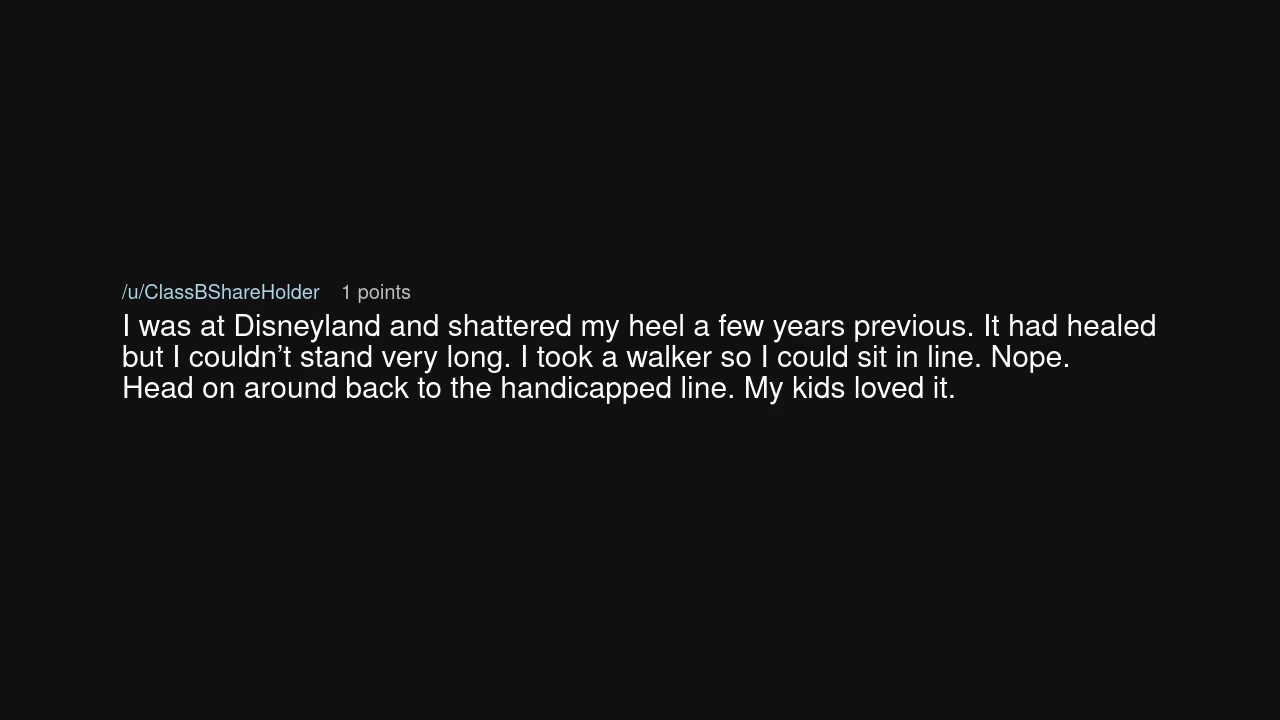 /u/ClassBShareHolder 1 points
I was at Disneyland and shattered my heel a few years previous. It had healed
but I couldn’t stand very long. I took a walker so I could sit in line. Nope.
Head on around back to the handicapped line. My kids loved it.